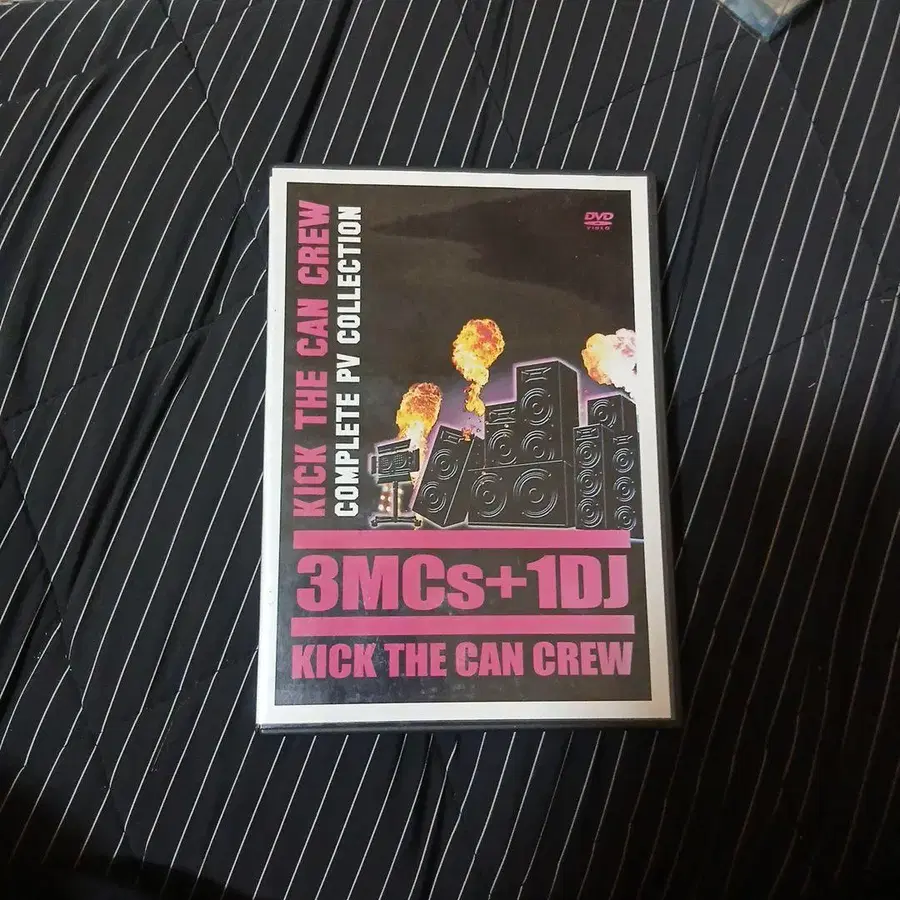 KICK THE CAN CREW
COMPLETE PV COLLECTION
DVD
VIDEO
3MCs+1DJ
KICK THE CAN CREW